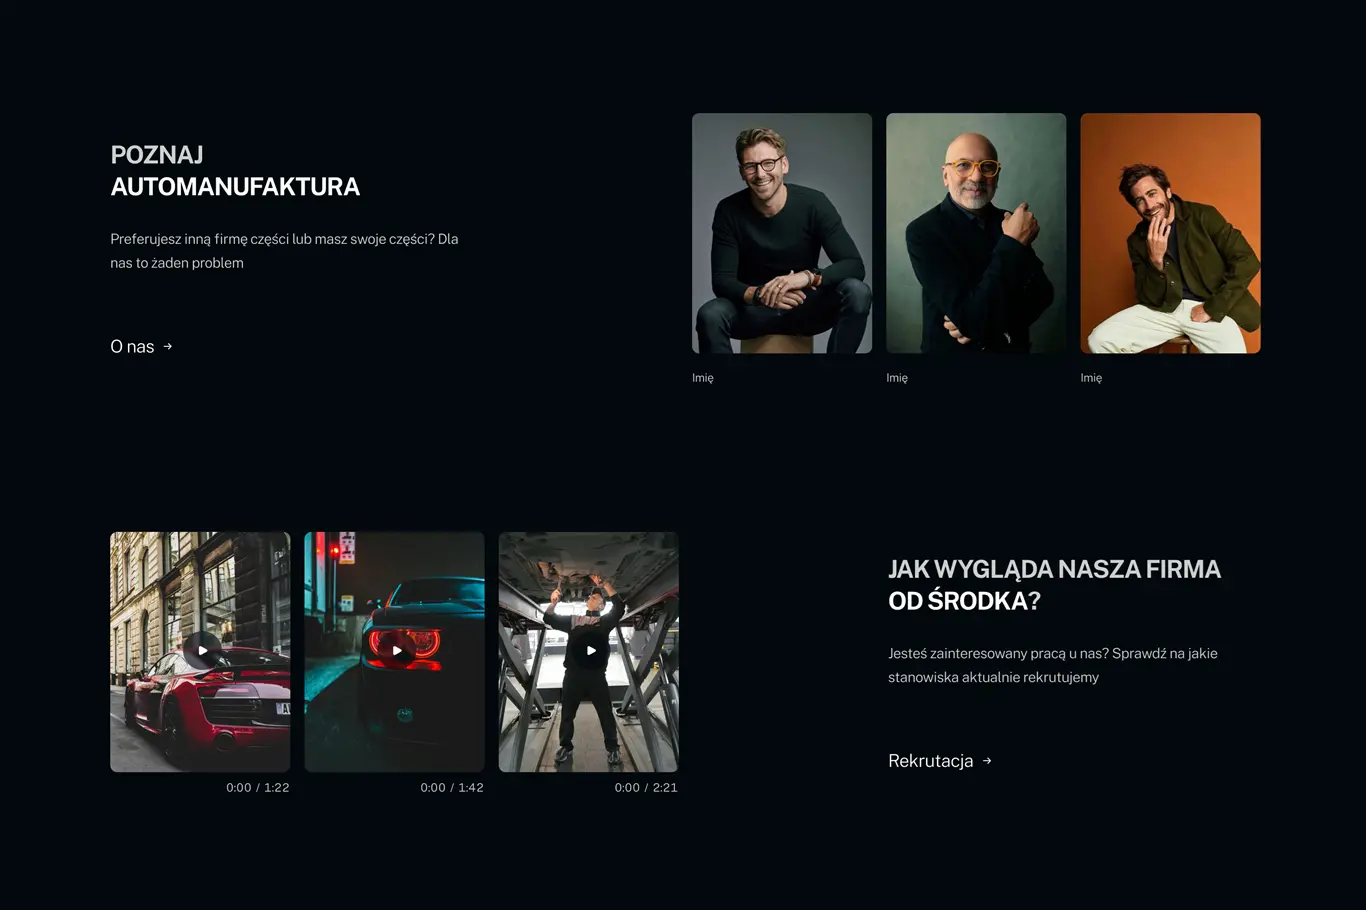 POZNAJ
AUTOMANUFAKTURA
Preferujesz inną firmę części lub masz swoje części? Dla
nas to żaden problem
O nas →
Imię
Imię
Imię
0:00 / 1:22
0:00 / 1:42
0:00 / 2:21
JAK WYGLĄDA NASZA FIRMA
OD ŚRODKA?
Jesteś zainteresowany pracą u nas? Sprawdź na jakie
stanowiska aktualnie rekrutujemy
Rekrutacja →